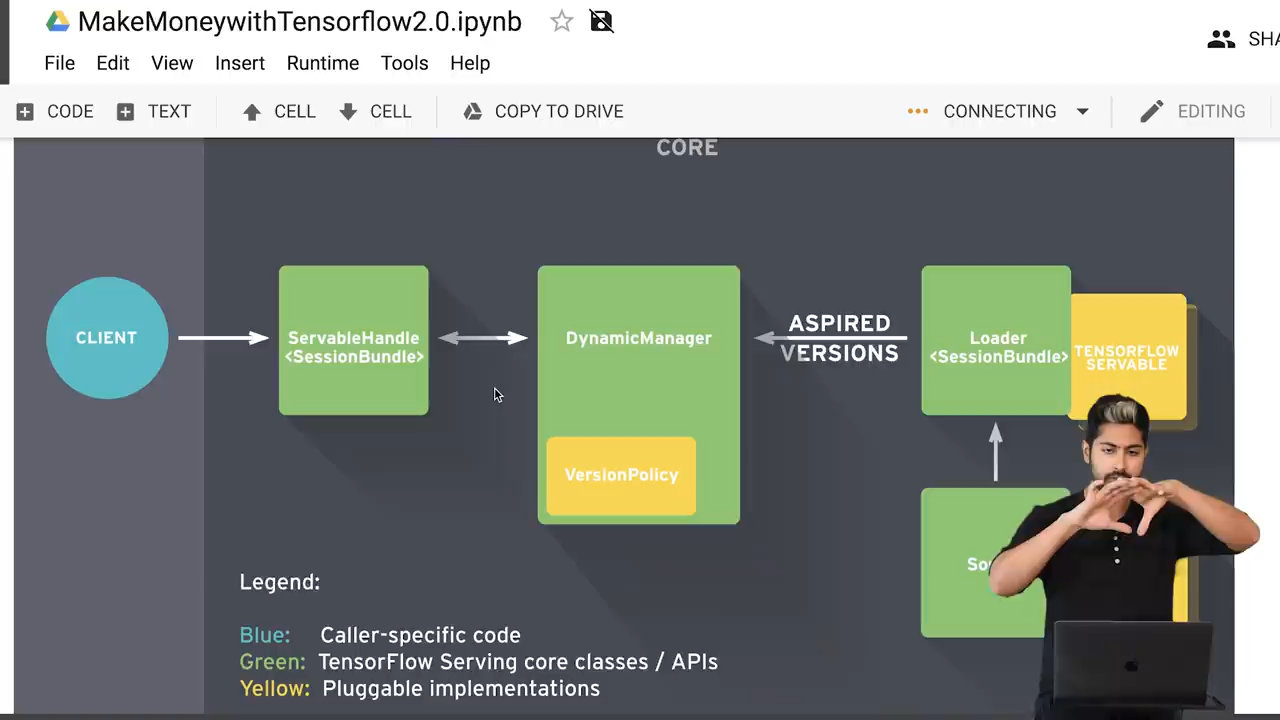 MakeMoneywithTensorflow2.0.ipynb
SHA
File Edit View Insert Runtime Tools Help
CODE TEXT CELL CELL COPY TO DRIVE CONNECTING EDITING
CORE
CLIENT
ServableHandle
<SessionBundle>
DynamicManager
VersionPolicy
ASPIRED
VERSIONS
Loader
<SessionBundle>
TENSORFLOW
SERVABLE
So
Legend:
Blue: Caller-specific code
Green: TensorFlow Serving core classes / APIs
Yellow: Pluggable implementations